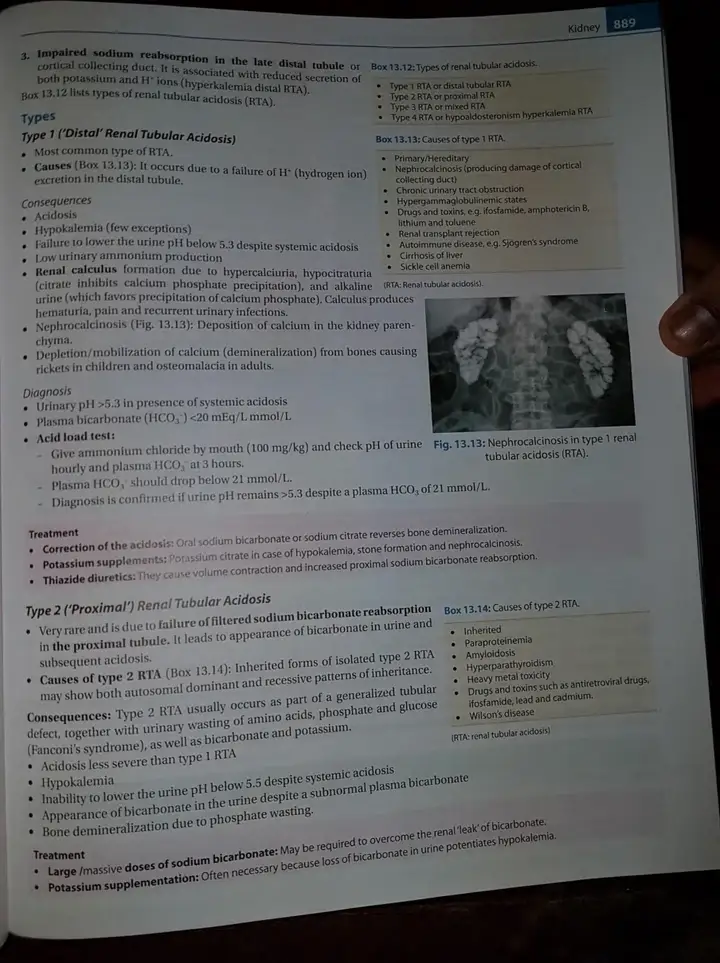 Kidney 889
3. Impaired sodium reabsorption in the late distal tubule or
cortical collecting duct. It is associated with reduced secretion of
both potassium and H⁺ ions (hyperkalemia distal RTA).
Box 13.12 lists types of renal tubular acidosis (RTA).
Types
Type 1 ('Distal' Renal Tubular Acidosis)
• Most common type of RTA.
• Causes (Box 13.13): It occurs due to a failure of H⁺ (hydrogen ion)
excretion in the distal tubule.
Consequences
• Acidosis
• Hypokalemia (few exceptions)
• Failure to lower the urine pH below 5.3 despite systemic acidosis
• Low urinary ammonium production
• Renal calculus formation due to hypercalciuria, hypocitraturia
(citrate inhibits calcium phosphate precipitation), and alkaline
urine (which favors precipitation of calcium phosphate). Calculus produces
hematuria, pain and recurrent urinary infections.
• Nephrocalcinosis (Fig. 13.13): Deposition of calcium in the kidney paren-
chyma.
• Depletion/mobilization of calcium (demineralization) from bones causing
rickets in children and osteomalacia in adults.
Diagnosis
• Urinary pH >5.3 in presence of systemic acidosis
• Plasma bicarbonate (HCO₃⁻) <20 mEq/L mmol/L
• Acid load test:
– Give ammonium chloride by mouth (100 mg/kg) and check pH of urine
hourly and plasma HCO₃⁻ at 3 hours.
– Plasma HCO₃⁻ should drop below 21 mmol/L.
– Diagnosis is confirmed if urine pH remains >5.3 despite a plasma HCO₃ of 21 mmol/L.
Box 13.12: Types of renal tubular acidosis.
• Type 1 RTA or distal tubular RTA
• Type 2 RTA or proximal RTA
• Type 3 RTA or mixed RTA
• Type 4 RTA or hypoaldosteronism hyperkalemia RTA
Box 13.13: Causes of type 1 RTA.
• Primary/Hereditary
• Nephrocalcinosis (producing damage of cortical
collecting duct)
• Chronic urinary tract obstruction
• Hypergammaglobulinemic states
• Drugs and toxins, e.g. ifosfamide, amphotericin B,
lithium and toluene
• Renal transplant rejection
• Autoimmune disease, e.g. Sjögren's syndrome
• Cirrhosis of liver
• Sickle cell anemia
(RTA: Renal tubular acidosis).
L
Fig. 13.13: Nephrocalcinosis in type 1 renal
tubular acidosis (RTA).
Treatment
• Correction of the acidosis: Oral sodium bicarbonate or sodium citrate reverses bone demineralization.
• Potassium supplements: Potassium citrate in case of hypokalemia, stone formation and nephrocalcinosis.
• Thiazide diuretics: They cause volume contraction and increased proximal sodium bicarbonate reabsorption.
Type 2 ('Proximal') Renal Tubular Acidosis
• Very rare and is due to failure of filtered sodium bicarbonate reabsorption
in the proximal tubule. It leads to appearance of bicarbonate in urine and
subsequent acidosis.
• Causes of type 2 RTA (Box 13.14): Inherited forms of isolated type 2 RTA
may show both autosomal dominant and recessive patterns of inheritance.
Consequences: Type 2 RTA usually occurs as part of a generalized tubular
defect, together with urinary wasting of amino acids, phosphate and glucose
(Fanconi's syndrome), as well as bicarbonate and potassium.
• Acidosis less severe than type 1 RTA
• Hypokalemia
• Inability to lower the urine pH below 5.5 despite systemic acidosis
• Appearance of bicarbonate in the urine despite a subnormal plasma bicarbonate
• Bone demineralization due to phosphate wasting.
Box 13.14: Causes of type 2 RTA.
• Inherited
• Paraproteinemia
• Amyloidosis
• Hyperparathyroidism
• Heavy metal toxicity
• Drugs and toxins such as antiretroviral drugs,
ifosfamide, lead and cadmium.
• Wilson's disease
(RTA: renal tubular acidosis)
Treatment
• Large /massive doses of sodium bicarbonate: May be required to overcome the renal 'leak' of bicarbonate.
• Potassium supplementation: Often necessary because loss of bicarbonate in urine potentiates hypokalemia.